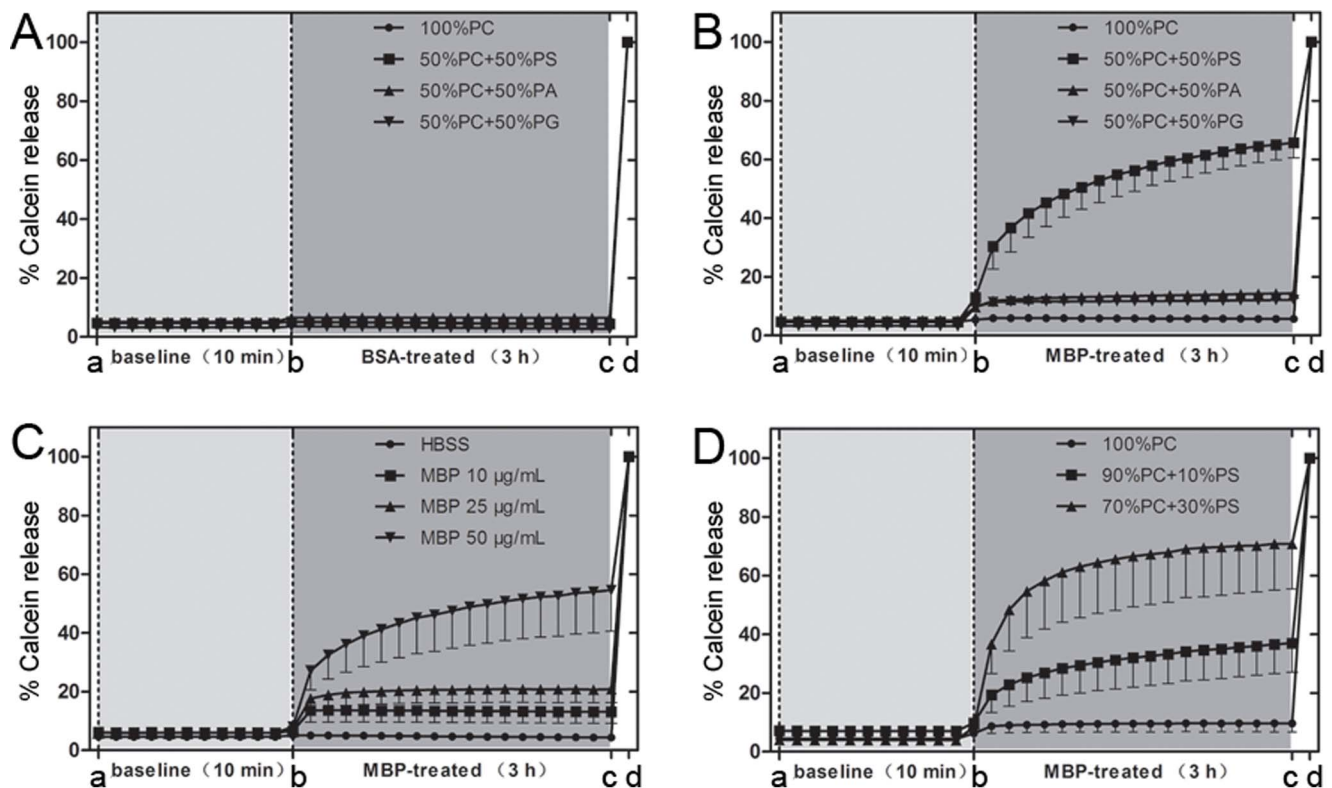 A
% Calcein release
100
80
60
40
20
0
100%PC
50%PC+50%PS
50%PC+50%PA
50%PC+50%PG
a baseline（10 min） b BSA-treated （3 h） c d
B
% Calcein release
100
80
60
40
20
0
100%PC
50%PC+50%PS
50%PC+50%PA
50%PC+50%PG
a baseline（10 min） b MBP-treated （3 h） c d
C
% Calcein release
100
80
60
40
20
0
HBSS
MBP 10 µg/mL
MBP 25 µg/mL
MBP 50 µg/mL
a baseline（10 min） b MBP-treated （3 h） c d
D
% Calcein release
100
80
60
40
20
0
100%PC
90%PC+10%PS
70%PC+30%PS
a baseline（10 min） b MBP-treated （3 h） c d